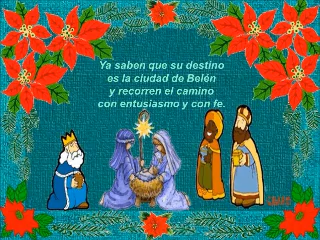 Ya saben que su destino
es la ciudad de Belén
y recorren el camino
con entusiasmo y con fe.